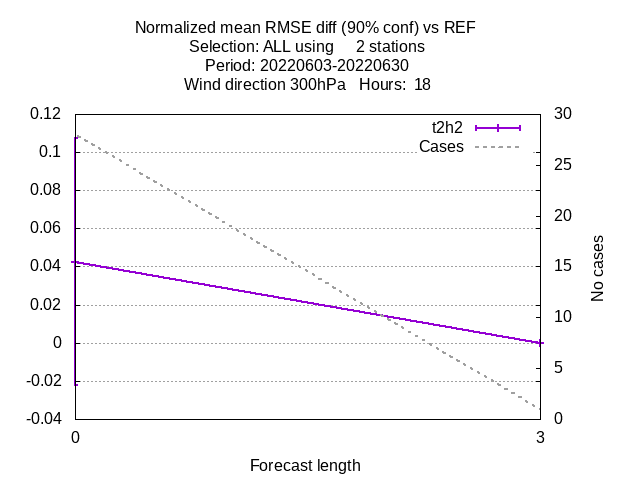 Normalized mean RMSE diff (90% conf) vs REF
Selection: ALL using     2 stations
Period: 20220603-20220630
Wind direction 300hPa   Hours:  18
0.12
0.1
0.08
0.06
0.04
0.02
0
-0.02
-0.04
30
25
20
15
10
5
0
t2h2
Cases
No cases
0
3
Forecast length